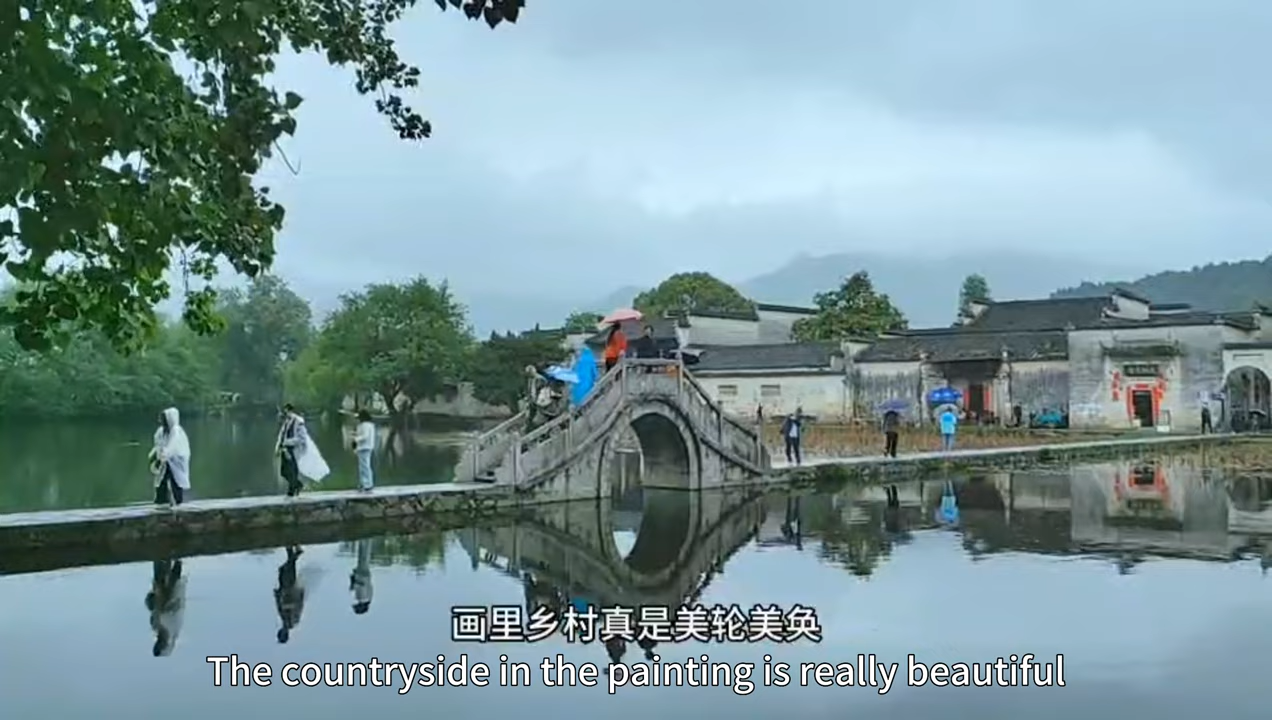 画里乡村真是美轮美奂
The countryside in the painting is really beautiful